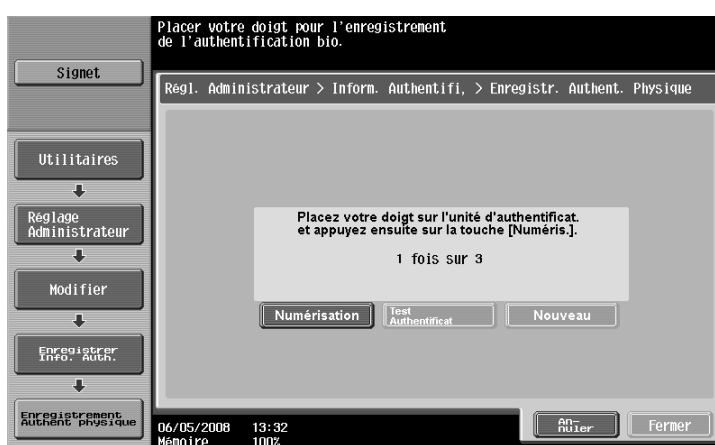 Placer votre doigt pour l'enregistrement
de l'authentification bio.
Signet
Régl. Administrateur > Inform. Authentifi, > Enregistr. Authent. Physique
Utilitaires
Réglage
Administrateur
Modifier
Enregistrer
Info. Auth.
Enregistrement
Authent physique
Placez votre doigt sur l'unité d'authentificat.
et appuyez ensuite sur la touche [Numéris.].
1 fois sur 3
Numérisation
Test
Authentificat
Nouveau
An-
nuler
Fermer
06/05/2008 13:32
Mémoire 100%